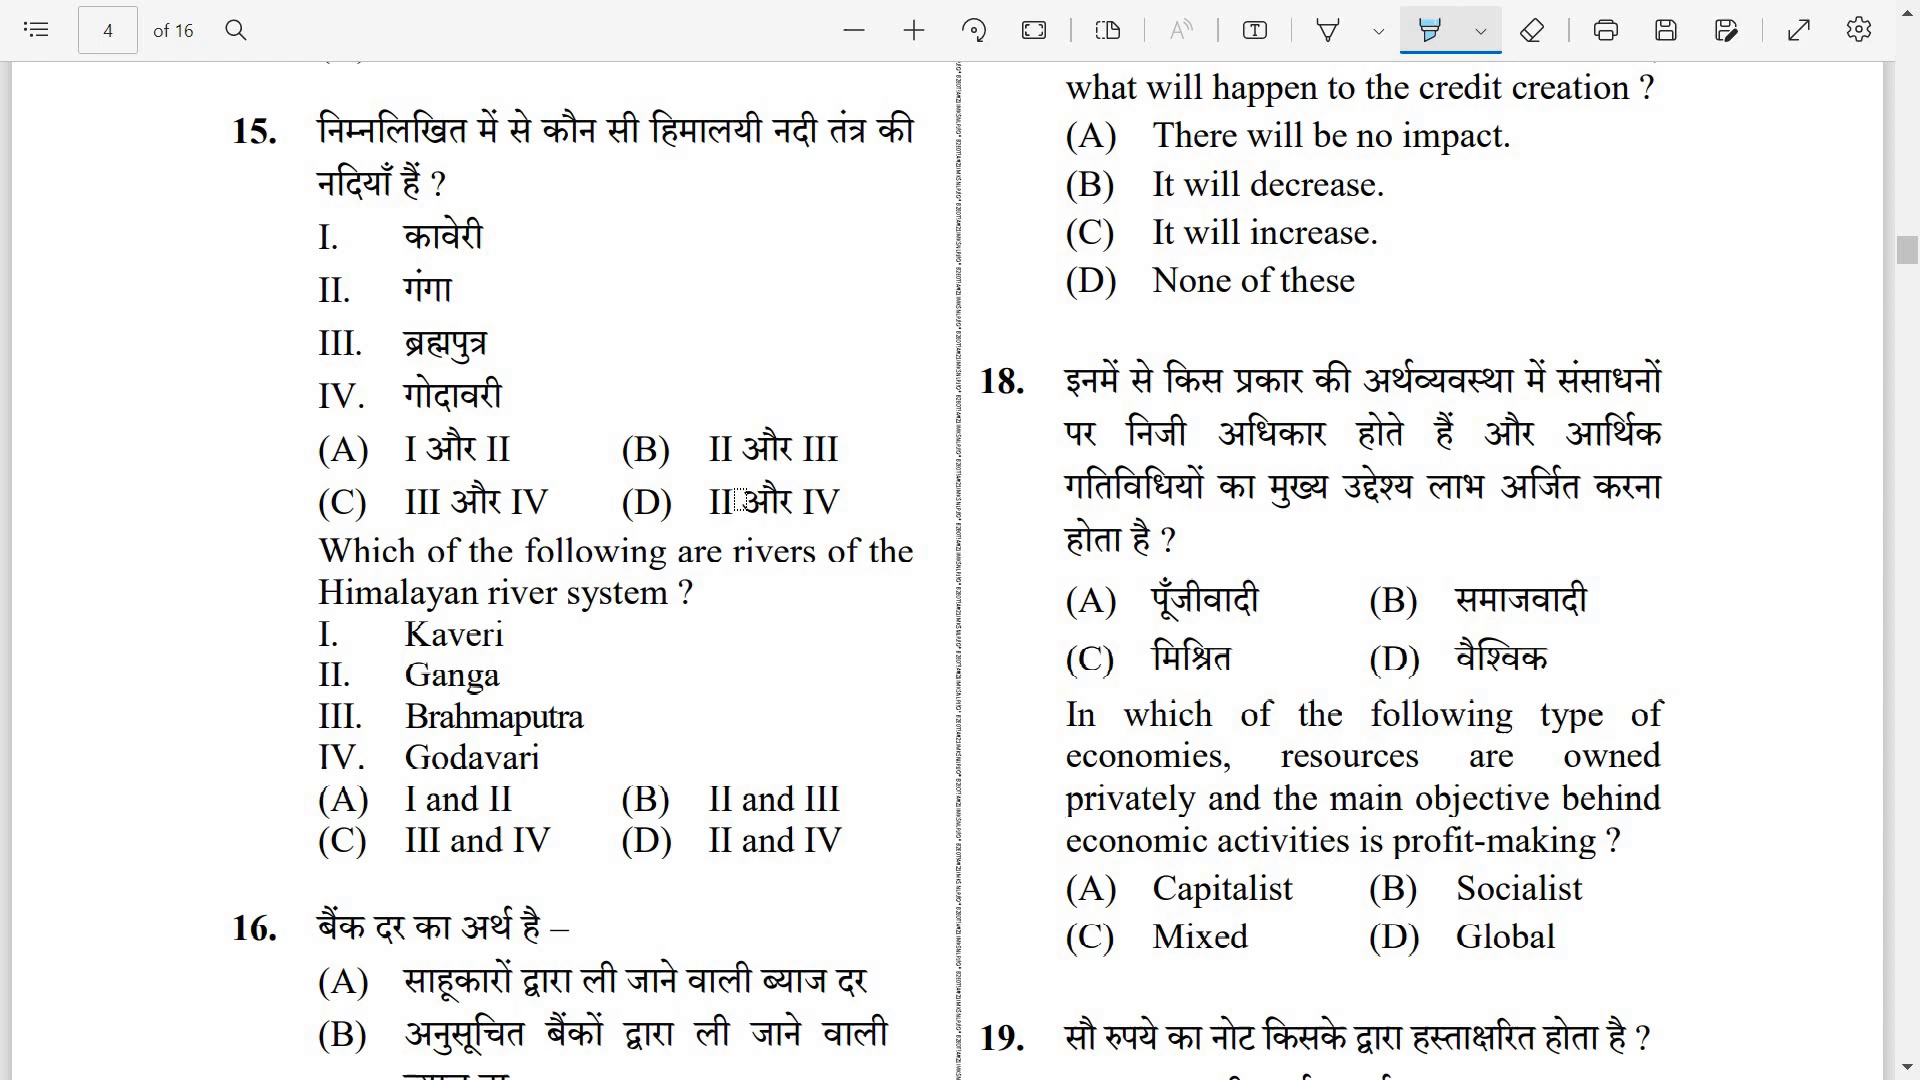 4 of 16
15. निम्नलिखित में से कौन सी हिमालयी नदी तंत्र की
नदियाँ हैं ?
I. कावेरी
II. गंगा
III. ब्रह्मपुत्र
IV. गोदावरी
(A) I और II (B) II और III
(C) III और IV (D) II और IV
Which of the following are rivers of the
Himalayan river system ?
I. Kaveri
II. Ganga
III. Brahmaputra
IV. Godavari
(A) I and II (B) II and III
(C) III and IV (D) II and IV
16. बैंक दर का अर्थ है –
(A) साहूकारों द्वारा ली जाने वाली ब्याज दर
(B) अनुसूचित बैंकों द्वारा ली जाने वाली
what will happen to the credit creation ?
(A) There will be no impact.
(B) It will decrease.
(C) It will increase.
(D) None of these
18. इनमें से किस प्रकार की अर्थव्यवस्था में संसाधनों
पर निजी अधिकार होते हैं और आर्थिक
गतिविधियों का मुख्य उद्देश्य लाभ अर्जित करना
होता है ?
(A) पूँजीवादी (B) समाजवादी
(C) मिश्रित (D) वैश्विक
In which of the following type of
economies, resources are owned
privately and the main objective behind
economic activities is profit-making ?
(A) Capitalist (B) Socialist
(C) Mixed (D) Global
19. सौ रुपये का नोट किसके द्वारा हस्ताक्षरित होता है ?